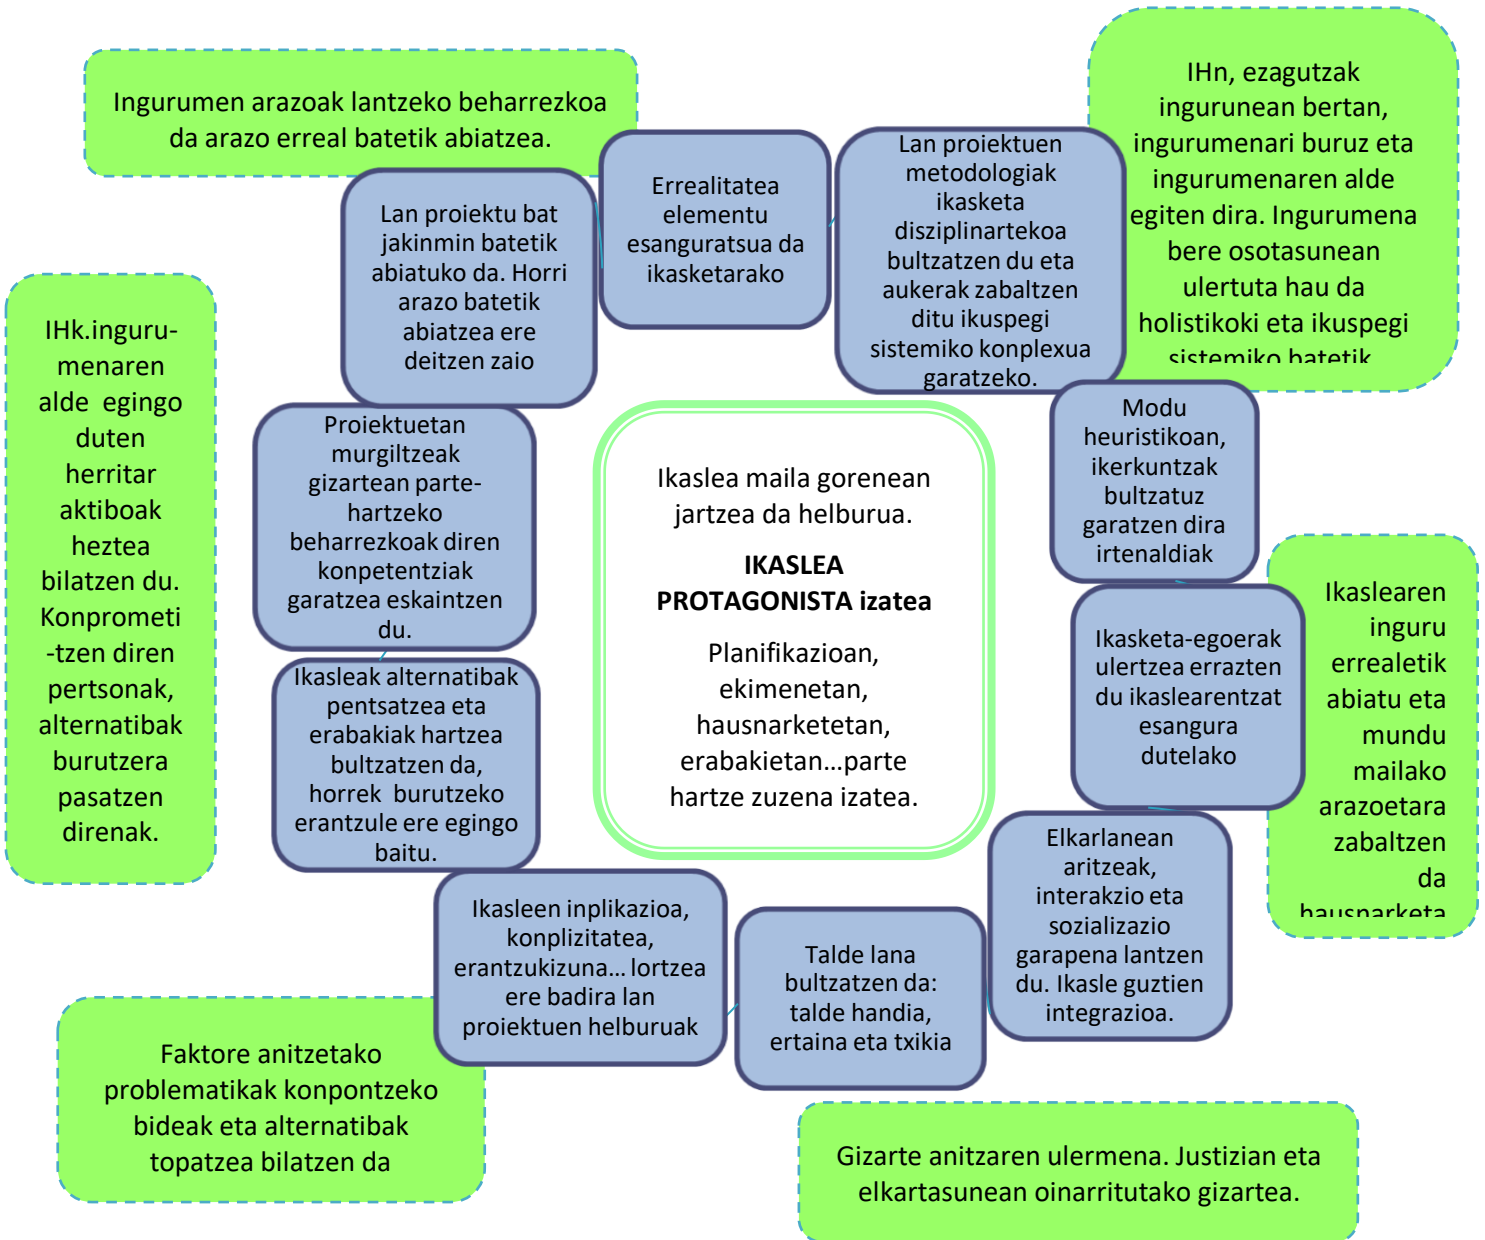 Ingurumen arazoak lantzeko beharrezkoa
da arazo erreal batetik abiatzea.
IHn, ezagutzak
ingurunean bertan,
ingurumenari buruz eta
ingurumenaren alde
egiten dira. Ingurumena
bere osotasunean
ulertuta hau da
holistikoki eta ikuspegi
sistemiko batetik
Errealitatea
elementu
esanguratsua da
ikasketarako
Lan proiektuen
metodologiak
ikasketa
disziplinartekoa
bultzatzen du eta
aukerak zabaltzen
ditu ikuspegi
sistemiko konplexua
garatzeko.
Lan proiektu bat
jakinmin batetik
abiatuko da. Horri
arazo batetik
abiatzea ere
deitzen zaio
IHk.inguru-
menaren
alde egingo
duten
herritar
aktiboak
heztea
bilatzen du.
Konprometi
-tzen diren
pertsonak,
alternatibak
burutzera
pasatzen
direnak.
Proiektuetan
murgiltzeak
gizartean parte-
hartzeko
beharrezkoak diren
konpetentziak
garatzea eskaintzen
du.
Ikaslea maila gorenean
jartzea da helburua.
IKASLEA
PROTAGONISTA izatea
Planifikazioan,
ekimenetan,
hausnarketetan,
erabakietan...parte
hartze zuzena izatea.
Modu
heuristikoan,
ikerkuntzak
bultzatuz
garatzen dira
irtenaldiak
Ikasketa-egoerak
ulertzea errazten
du ikaslearentzat
esangura
dutelako
Ikaslearen
inguru
errealetik
abiatu eta
mundu
mailako
arazoetara
zabaltzen
da
hausnarketa
Ikasleak alternatibak
pentsatzea eta
erabakiak hartzea
bultzatzen da,
horrek burutzeko
erantzule ere egingo
baitu.
Elkarlanean
aritzeak,
interakzio eta
sozializazio
garapena lantzen
du. Ikasle guztien
integrazioa.
Ikasleen inplikazioa,
konplizitatea,
erantzukizuna... lortzea
ere badira lan
proiektuen helburuak
Talde lana
bultzatzen da:
talde handia,
ertaina eta txikia
Faktore anitzetako
problematikak konpontzeko
bideak eta alternatibak
topatzea bilatzen da
Gizarte anitzaren ulermena. Justizian eta
elkartasunean oinarritutako gizartea.